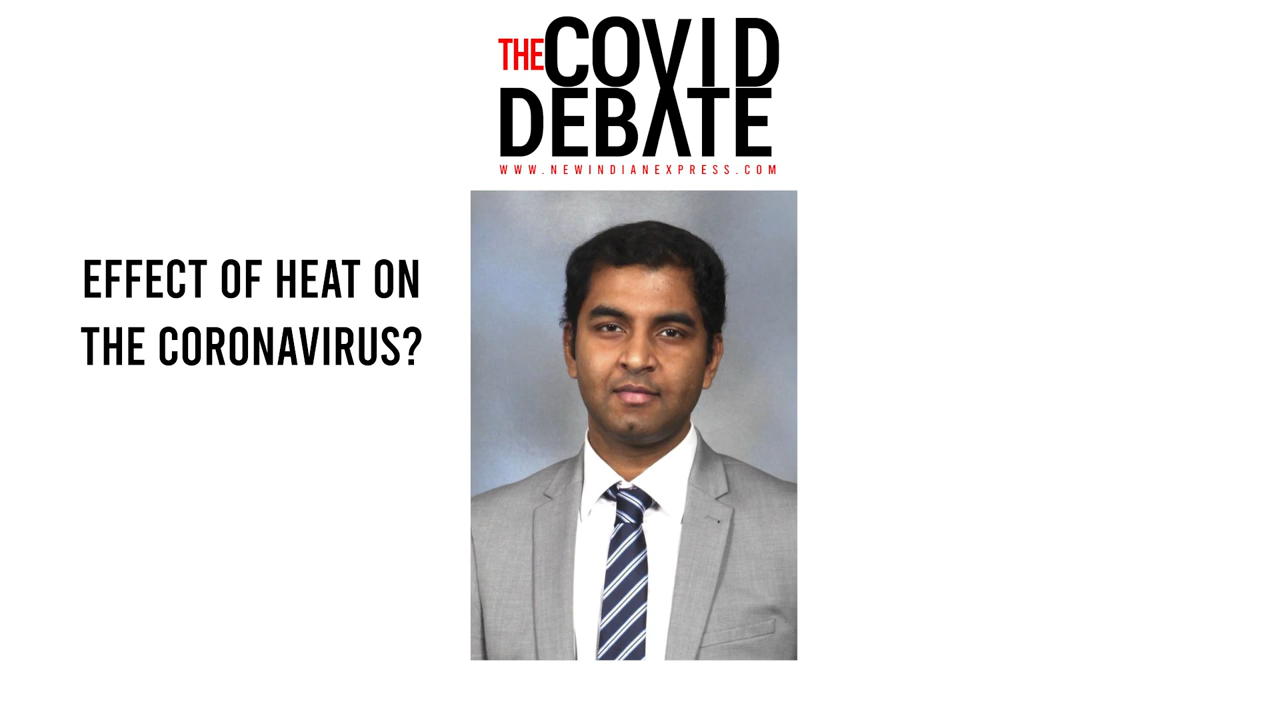 THE COVID
DEBATE
WWW.NEWINDIANEXPRESS.COM
EFFECT OF HEAT ON
THE CORONAVIRUS?